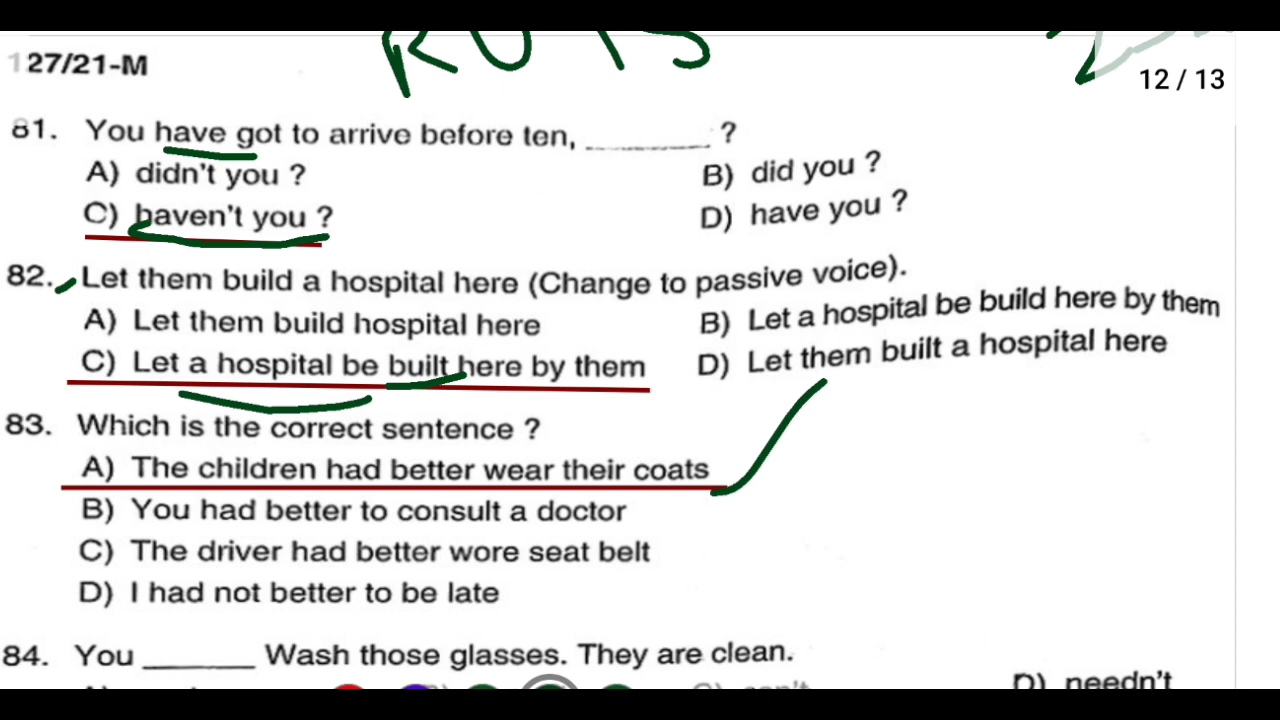 127/21-M
12 / 13
81. You have got to arrive before ten, ________ ?
A) didn't you ?
B) did you ?
C) haven't you ?
D) have you ?
82. Let them build a hospital here (Change to passive voice).
A) Let them build hospital here
B) Let a hospital be build here by them
C) Let a hospital be built here by them
D) Let them built a hospital here
83. Which is the correct sentence ?
A) The children had better wear their coats
B) You had better to consult a doctor
C) The driver had better wore seat belt
D) I had not better to be late
84. You _______ Wash those glasses. They are clean.
D) needn't